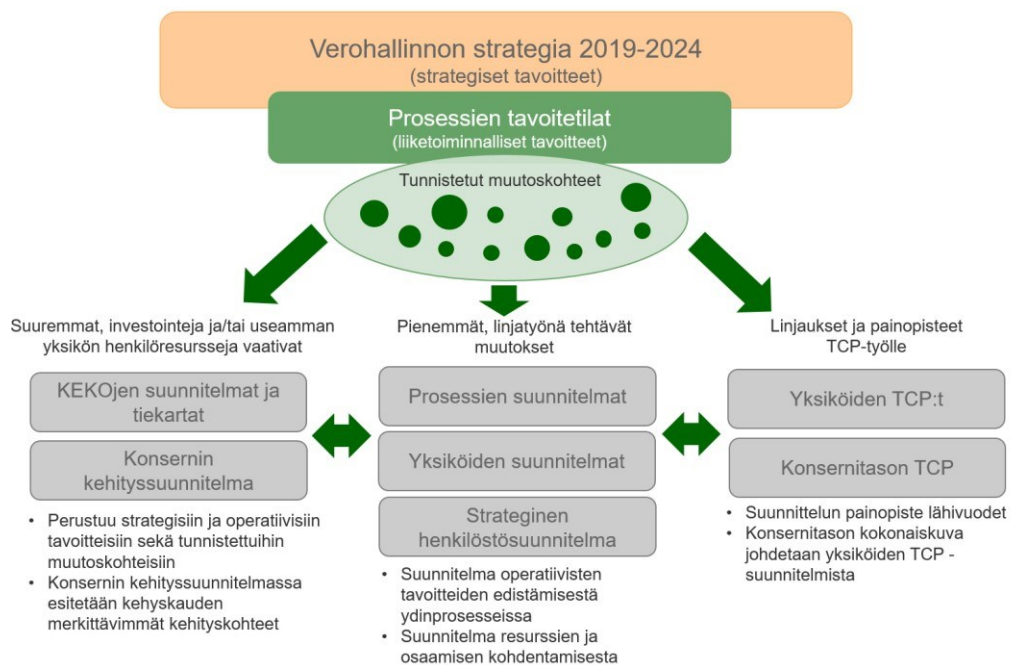 Verohallinnon strategia 2019-2024
(strategiset tavoitteet)
Prosessien tavoitetilat
(liiketoiminnalliset tavoitteet)
Tunnistetut muutoskohteet
Suuremmat, investointeja ja/tai useamman
yksikön henkilöresursseja vaativat
KEKOjen suunnitelmat ja
tiekartat
Konsernin
kehityssuunnitelma
• Perustuu strategisiin ja operatiivisiin
tavoitteisiin sekä tunnistettuihin
muutoskohteisiin
• Konsernin kehityssuunnitelmassa
esitetään kehyskauden
merkittävimmät kehityskohteet
Pienemmät, linjatyönä tehtävät
muutokset
Prosessien suunnitelmat
Yksiköiden suunnitelmat
Strateginen
henkilöstösuunnitelma
• Suunnitelma operatiivisten
tavoitteiden edistämisestä
ydinprosesseissa
• Suunnitelma resurssien ja
osaamisen kohdentamisesta
Linjaukset ja painopisteet
TCP-työlle
Yksiköiden TCP:t
Konsernitason TCP
• Suunnittelun painopiste lähivuodet
• Konsernitason kokonaiskuva
johdetaan yksiköiden TCP -
suunnitelmista